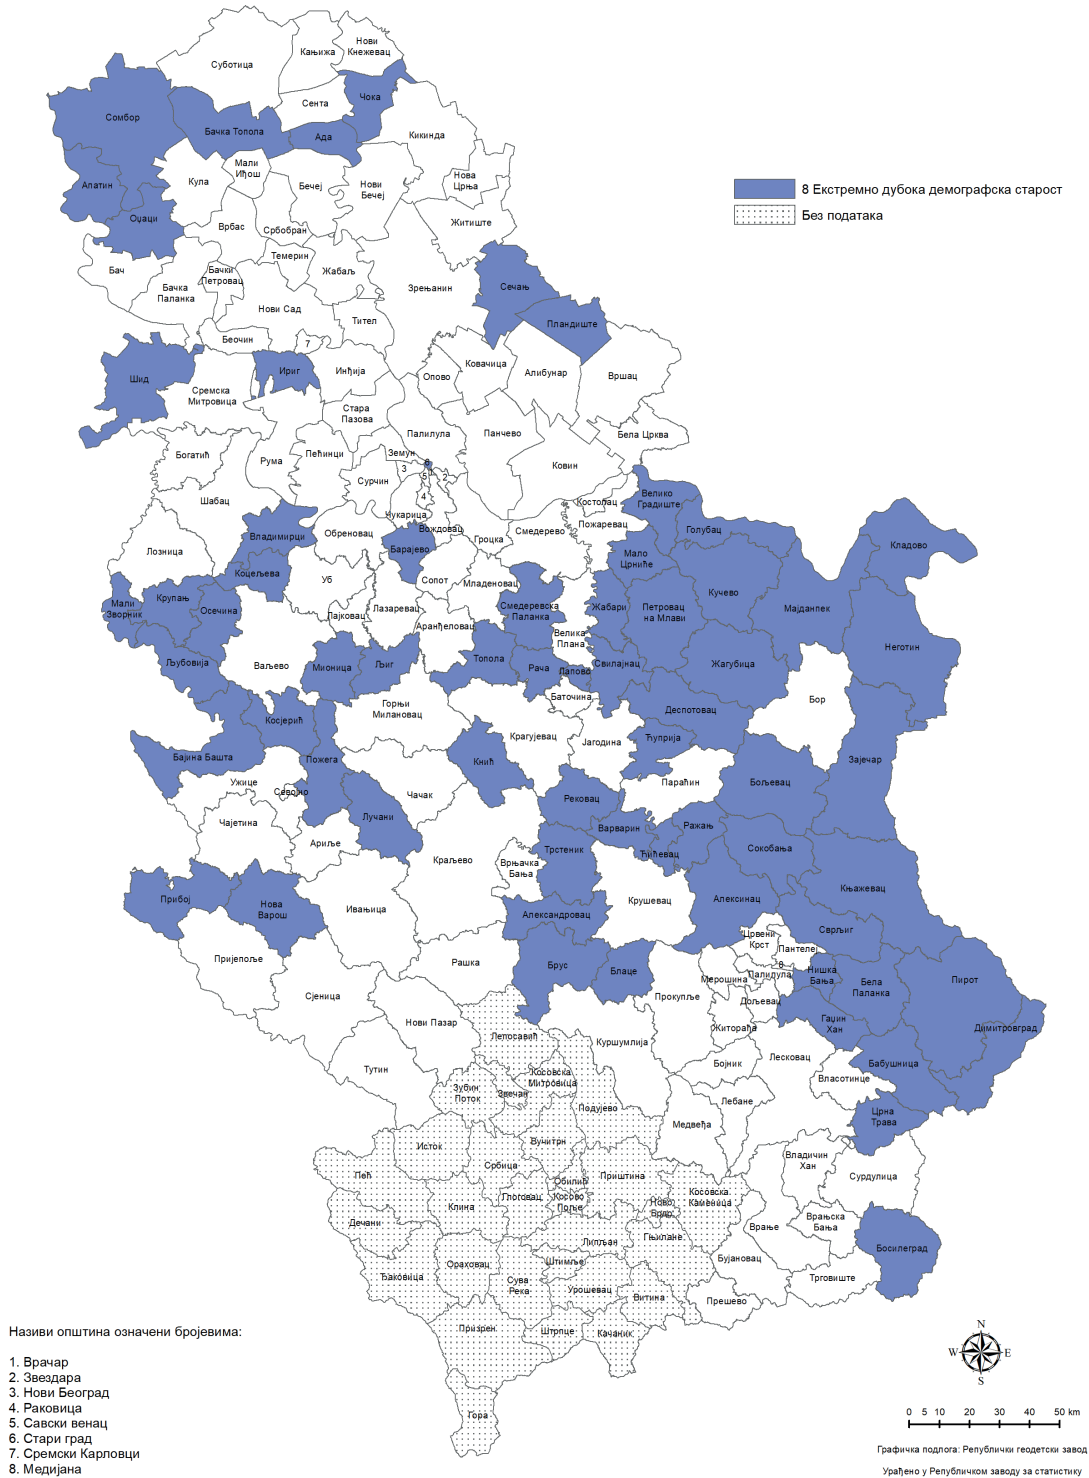 Нови
Кнежевац
Кањижа
Суботица
Чока
Сента
Сомбор
Бачка Топола
Ада
Кикинда
Мали
Иђош
Нова
Црња
Апатин
Кула
Бечеј
Нови
Бечеј
8 Екстремно дубока демографска старост
Без података
Оџаци
Врбас
Србобран
Житиште
Темерин
Бач
Бачки
Петровац
Жабаљ
Бачка
Паланка
Зрењанин
Сечањ
Нови Сад
Тител
Пландиште
Беочин
7
Шид
Ириг
Инђија
Опово
Ковачица
Алибунар
Вршац
Сремска
Митровица
Стара
Пазова
Палилула
Панчево
Бела Црква
Богатић
Рума
Пећинци
Земун
6
3
1
5
2
Сурчин
Ковин
4
Шабац
Чукарица
Костолац
Велико
Градиште
Вождовац
Пожаревац
Голубац
Владимирци
Обреновац
Гроцка
Смедерево
Кладово
Лозница
Барајево
Мало
Црниће
Коцељева
Уб
Сопот
Младеновац
Кучево
Мали
Зворник
Крупањ
Осечина
Лајковац
Лазаревац
Смедеревска
Паланка
Жабари
Петровац
на Млави
Мајданпек
Аранђеловац
Велика
Плана
Неготин
Љубовија
Ваљево
Мионица
Љиг
Топола
Рача
Лапово
Свилајнац
Жагубица
Баточина
Бор
Косјерић
Горњи
Милановац
Деспотовац
Бајина Башта
Пожега
Кнић
Крагујевац
Јагодина
Ћуприја
Зајечар
Ужице
Севојно
Чачак
Параћин
Бољевац
Чајетина
Лучани
Рековац
Варварин
Ражањ
Ариље
Трстеник
Ћићевац
Сокобања
Краљево
Врњачка
Бања
Прибој
Нова
Варош
Ивањица
Крушевац
Алексинац
Књажевац
Александровац
Црвени
Крст
Сврљиг
Пантелеј
Пријепоље
Рашка
Брус
Блаце
8
Палилула
Мерошина
Нишка
Бања
Бела
Паланка
Пирот
Сјеница
Прокупље
Дољевац
Нови Пазар
Гаџин
Хан
Димитровград
Лепосавић
Куршумлија
Житорађа
Тутин
Косовска
Митровица
Бојник
Лесковац
Бабушница
Зубин
Поток
Звечан
Власотинце
Подујево
Лебане
Медвеђа
Црна
Трава
Исток
Вучитрн
Владичин
Хан
Пећ
Србица
Обилић
Приштина
Сурдулица
Клина
Глоговац
Косово
Поље
Ново
Брдо
Косовска
Каменица
Дечани
Врање
Врањска
Бања
Липљан
Гњилане
Босилеград
Ђаковица
Ораховац
Штимље
Бујановац
Сува
Река
Урошевац
Витина
Трговиште
Прешево
Призрен
Штрпце
Качаник
Гора
Називи општина означени бројевима:
1. Врачар
2. Звездара
3. Нови Београд
4. Раковица
5. Савски венац
6. Стари град
7. Сремски Карловци
8. Медијана
N
W
E
S
0 5 10 20 30 40 50 km
Графичка подлога: Републички геодетски завод
Урађено у Републичком заводу за статистику